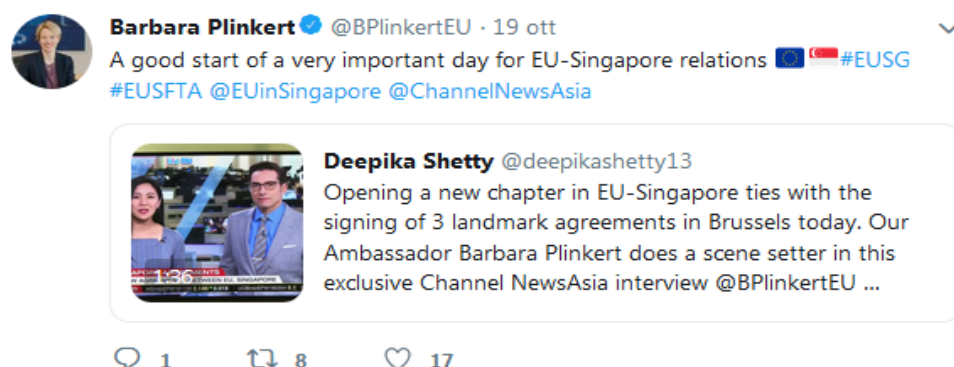 Barbara Plinkert @BPlinkertEU · 19 ott
A good start of a very important day for EU-Singapore relations 🇪🇺 🇸🇬 #EUSG
#EUSFTA @EUinSingapore @ChannelNewsAsia
Deepika Shetty @deepikashetty13
Opening a new chapter in EU-Singapore ties with the
signing of 3 landmark agreements in Brussels today. Our
Ambassador Barbara Plinkert does a scene setter in this
exclusive Channel NewsAsia interview @BPlinkertEU ...
1:36
1 8 17